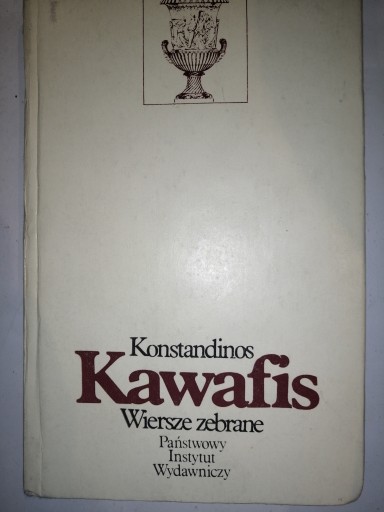 Konstandinos
Kawafis
Wiersze zebrane
Państwowy
Instytut
Wydawniczy